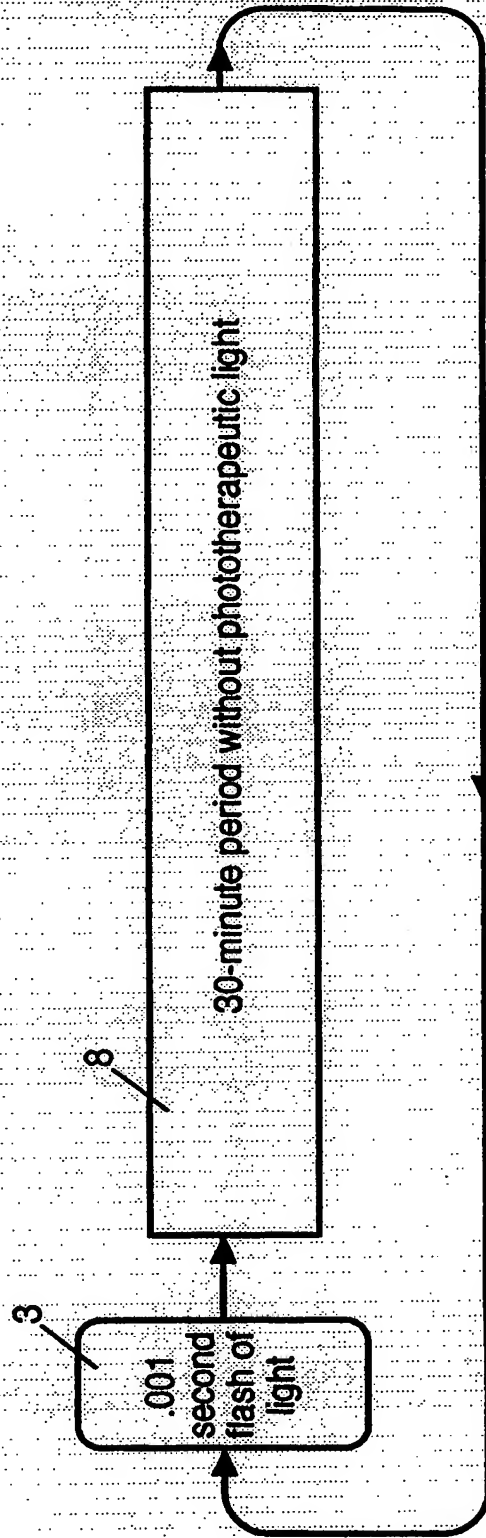 3
.001
second
flash of
light
8
30-minute period without phototherapeutic light